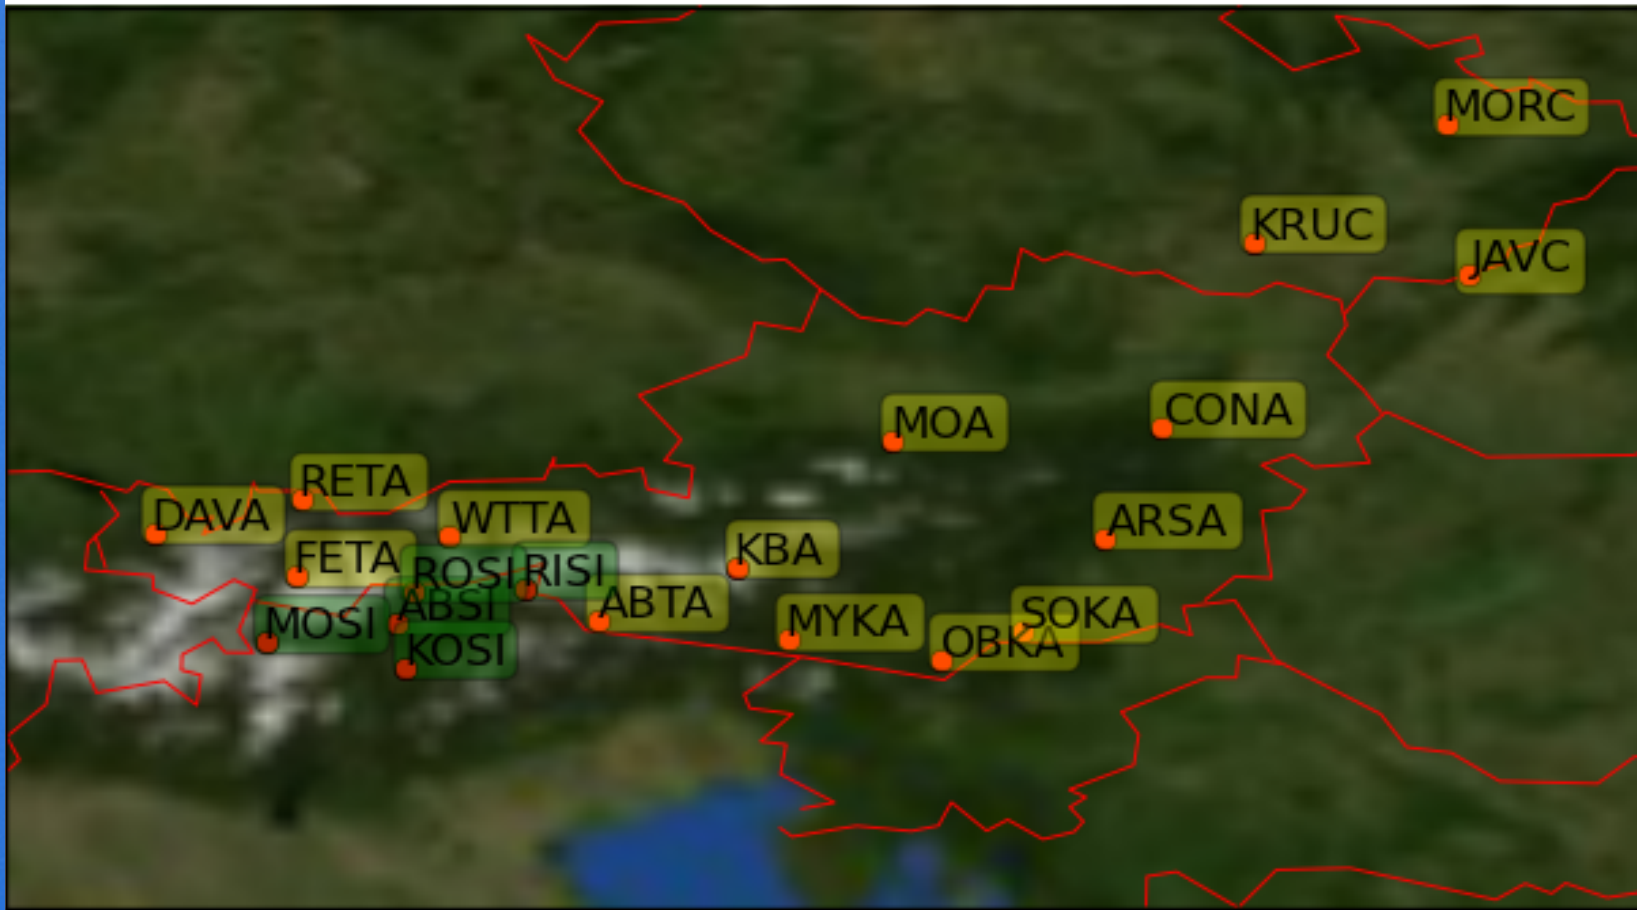 MORC
KRUC
JAVC
CONA
MOA
RETA
DAVA
WTTA
ARSA
FETA
KBA
ROSI
RISI
ABSI
ABTA
SOKA
MOSI
MYKA
OBKA
KOSI